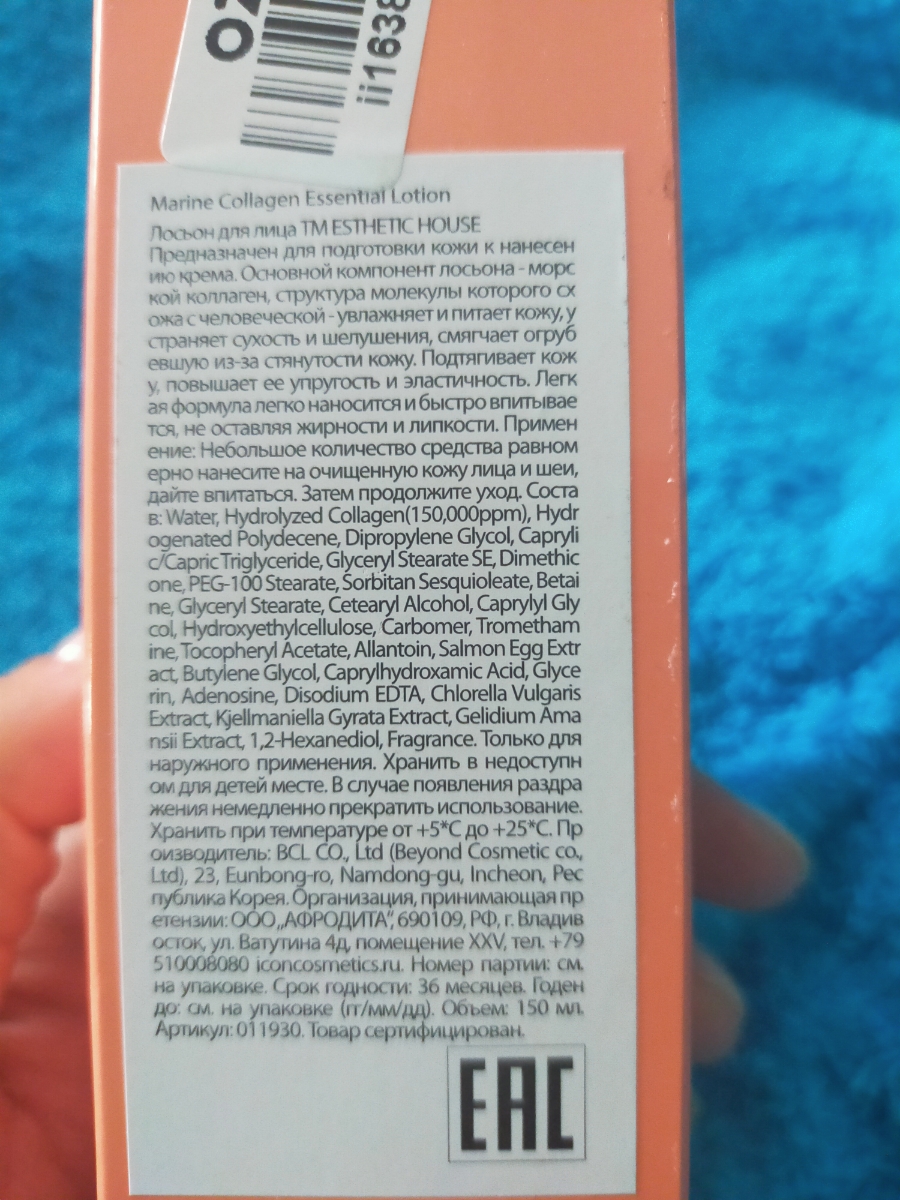 ii1638
Marine Collagen Essential Lotion
Лосьон для лица TM ESTHETIC HOUSE
Предназначен для подготовки кожи к нанесен
ию крема. Основной компонент лосьона - морс
кой коллаген, структура молекулы которого сх
ожа с человеческой - увлажняет и питает кожу, у
страняет сухость и шелушения, смягчает огруб
евшую из-за стянутости кожу. Подтягивает кож
у, повышает ее упругость и эластичность. Легк
ая формула легко наносится и быстро впитывае
тся, не оставляя жирности и липкости. Примен
ение: Небольшое количество средства равном
ерно нанесите на очищенную кожу лица и шеи,
дайте впитаться. Затем продолжите уход. Соста
в: Water, Hydrolyzed Collagen(150,000ppm), Hydr
ogenated Polydecene, Dipropylene Glycol, Capryli
c/Capric Triglyceride, Glyceryl Stearate SE, Dimethic
one, PEG-100 Stearate, Sorbitan Sesquioleate, Betai
ne, Glyceryl Stearate, Cetearyl Alcohol, Caprylyl Gly
col, Hydroxyethylcellulose, Carbomer, Trometham
ine, Tocopheryl Acetate, Allantoin, Salmon Egg Extr
act, Butylene Glycol, Caprylhydroxamic Acid, Glyce
rin, Adenosine, Disodium EDTA, Chlorella Vulgaris
Extract, Kjellmaniella Gyrata Extract, Gelidium Ama
nsii Extract, 1,2-Hexanediol, Fragrance. Только для
наружного применения. Хранить в недоступн
ом для детей месте. В случае появления раздра
жения немедленно прекратить использование.
Хранить при температуре от +5*C до +25*C. Пр
оизводитель: BCL CO., Ltd (Beyond Cosmetic co.,
Ltd), 23, Eunbong-ro, Namdong-gu, Incheon, Рес
публика Корея. Организация, принимающая пр
етензии: ООО „АФРОДИТА", 690109, РФ, г. Владив
осток, ул. Ватутина 4д, помещение XXV, тел. +79
510008080 iconcosmetics.ru. Номер партии: см.
на упаковке. Срок годности: 36 месяцев. Годен
до: см. на упаковке (гг/мм/дд). Объем: 150 мл.
Артикул: 011930. Товар сертифицирован.
EAC